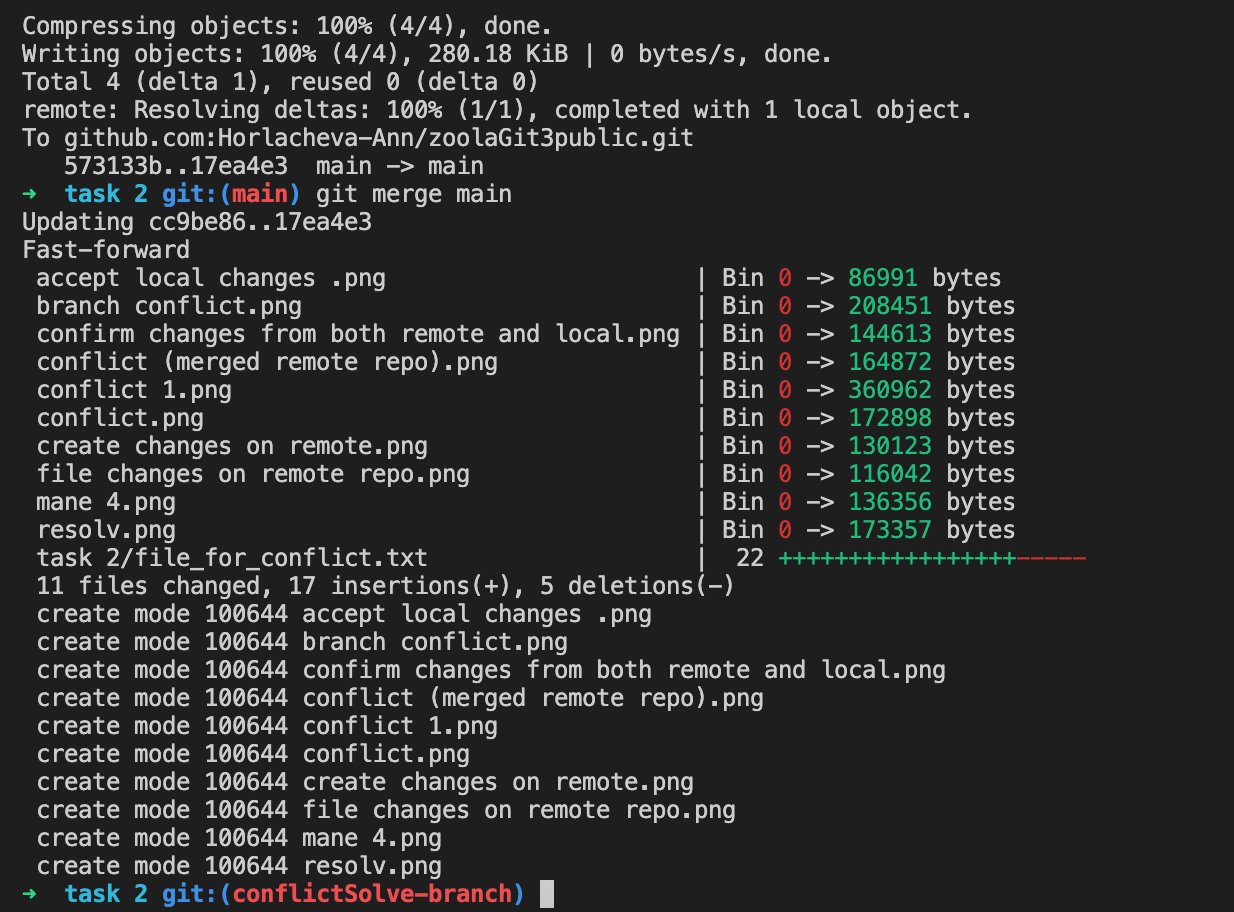 Compressing objects: 100% (4/4), done.
Writing objects: 100% (4/4), 280.18 KiB | 0 bytes/s, done.
Total 4 (delta 1), reused 0 (delta 0)
remote: Resolving deltas: 100% (1/1), completed with 1 local object.
To github.com:Horlacheva-Ann/zoolaGit3public.git
   573133b..17ea4e3  main -> main
→  task 2 git:(main) git merge main
Updating cc9be86..17ea4e3
Fast-forward
 accept local changes .png                      | Bin 0 -> 86991 bytes
 branch conflict.png                            | Bin 0 -> 208451 bytes
 confirm changes from both remote and local.png | Bin 0 -> 144613 bytes
 conflict (merged remote repo).png              | Bin 0 -> 164872 bytes
 conflict 1.png                                 | Bin 0 -> 360962 bytes
 conflict.png                                   | Bin 0 -> 172898 bytes
 create changes on remote.png                   | Bin 0 -> 130123 bytes
 file changes on remote repo.png                | Bin 0 -> 116042 bytes
 mane 4.png                                     | Bin 0 -> 136356 bytes
 resolv.png                                     | Bin 0 -> 173357 bytes
 task 2/file_for_conflict.txt                   |  22 +++++++++++++++++-----
 11 files changed, 17 insertions(+), 5 deletions(-)
 create mode 100644 accept local changes .png
 create mode 100644 branch conflict.png
 create mode 100644 confirm changes from both remote and local.png
 create mode 100644 conflict (merged remote repo).png
 create mode 100644 conflict 1.png
 create mode 100644 conflict.png
 create mode 100644 create changes on remote.png
 create mode 100644 file changes on remote repo.png
 create mode 100644 mane 4.png
 create mode 100644 resolv.png
→  task 2 git:(conflictSolve-branch)